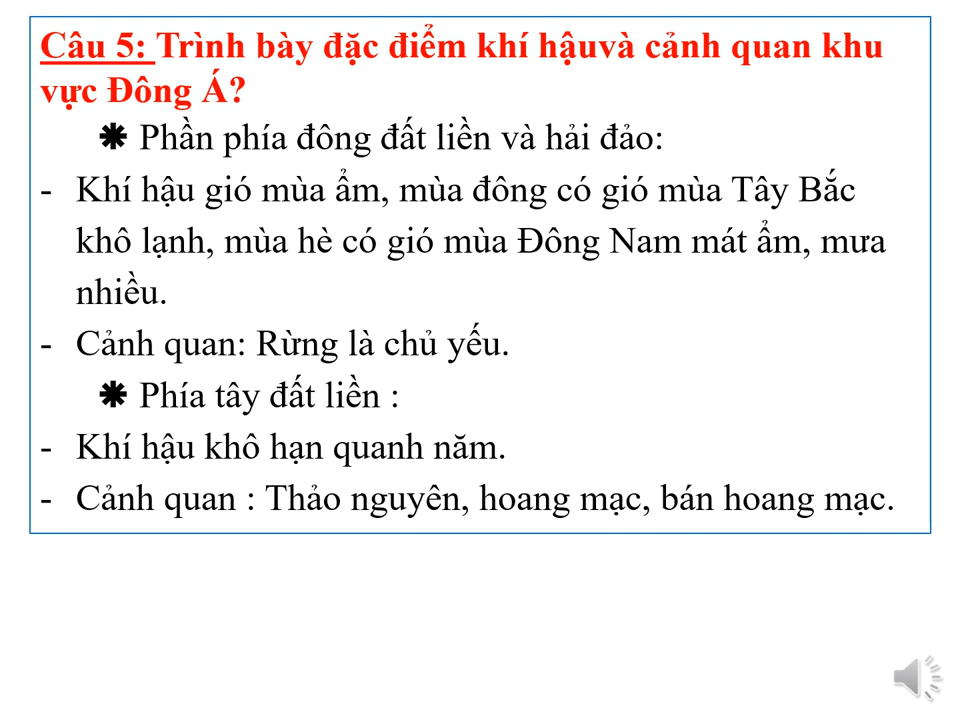 Câu 5: Trình bày đặc điểm khí hậuvà cảnh quan khu
vực Đông Á?
✱ Phần phía đông đất liền và hải đảo:
- Khí hậu gió mùa ẩm, mùa đông có gió mùa Tây Bắc
khô lạnh, mùa hè có gió mùa Đông Nam mát ẩm, mưa
nhiều.
- Cảnh quan: Rừng là chủ yếu.
✱ Phía tây đất liền :
- Khí hậu khô hạn quanh năm.
- Cảnh quan : Thảo nguyên, hoang mạc, bán hoang mạc.